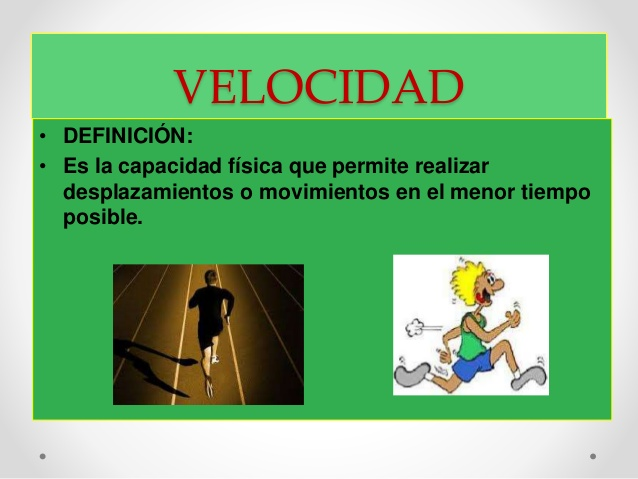 VELOCIDAD
• DEFINICIÓN:
• Es la capacidad física que permite realizar
desplazamientos o movimientos en el menor tiempo
posible.